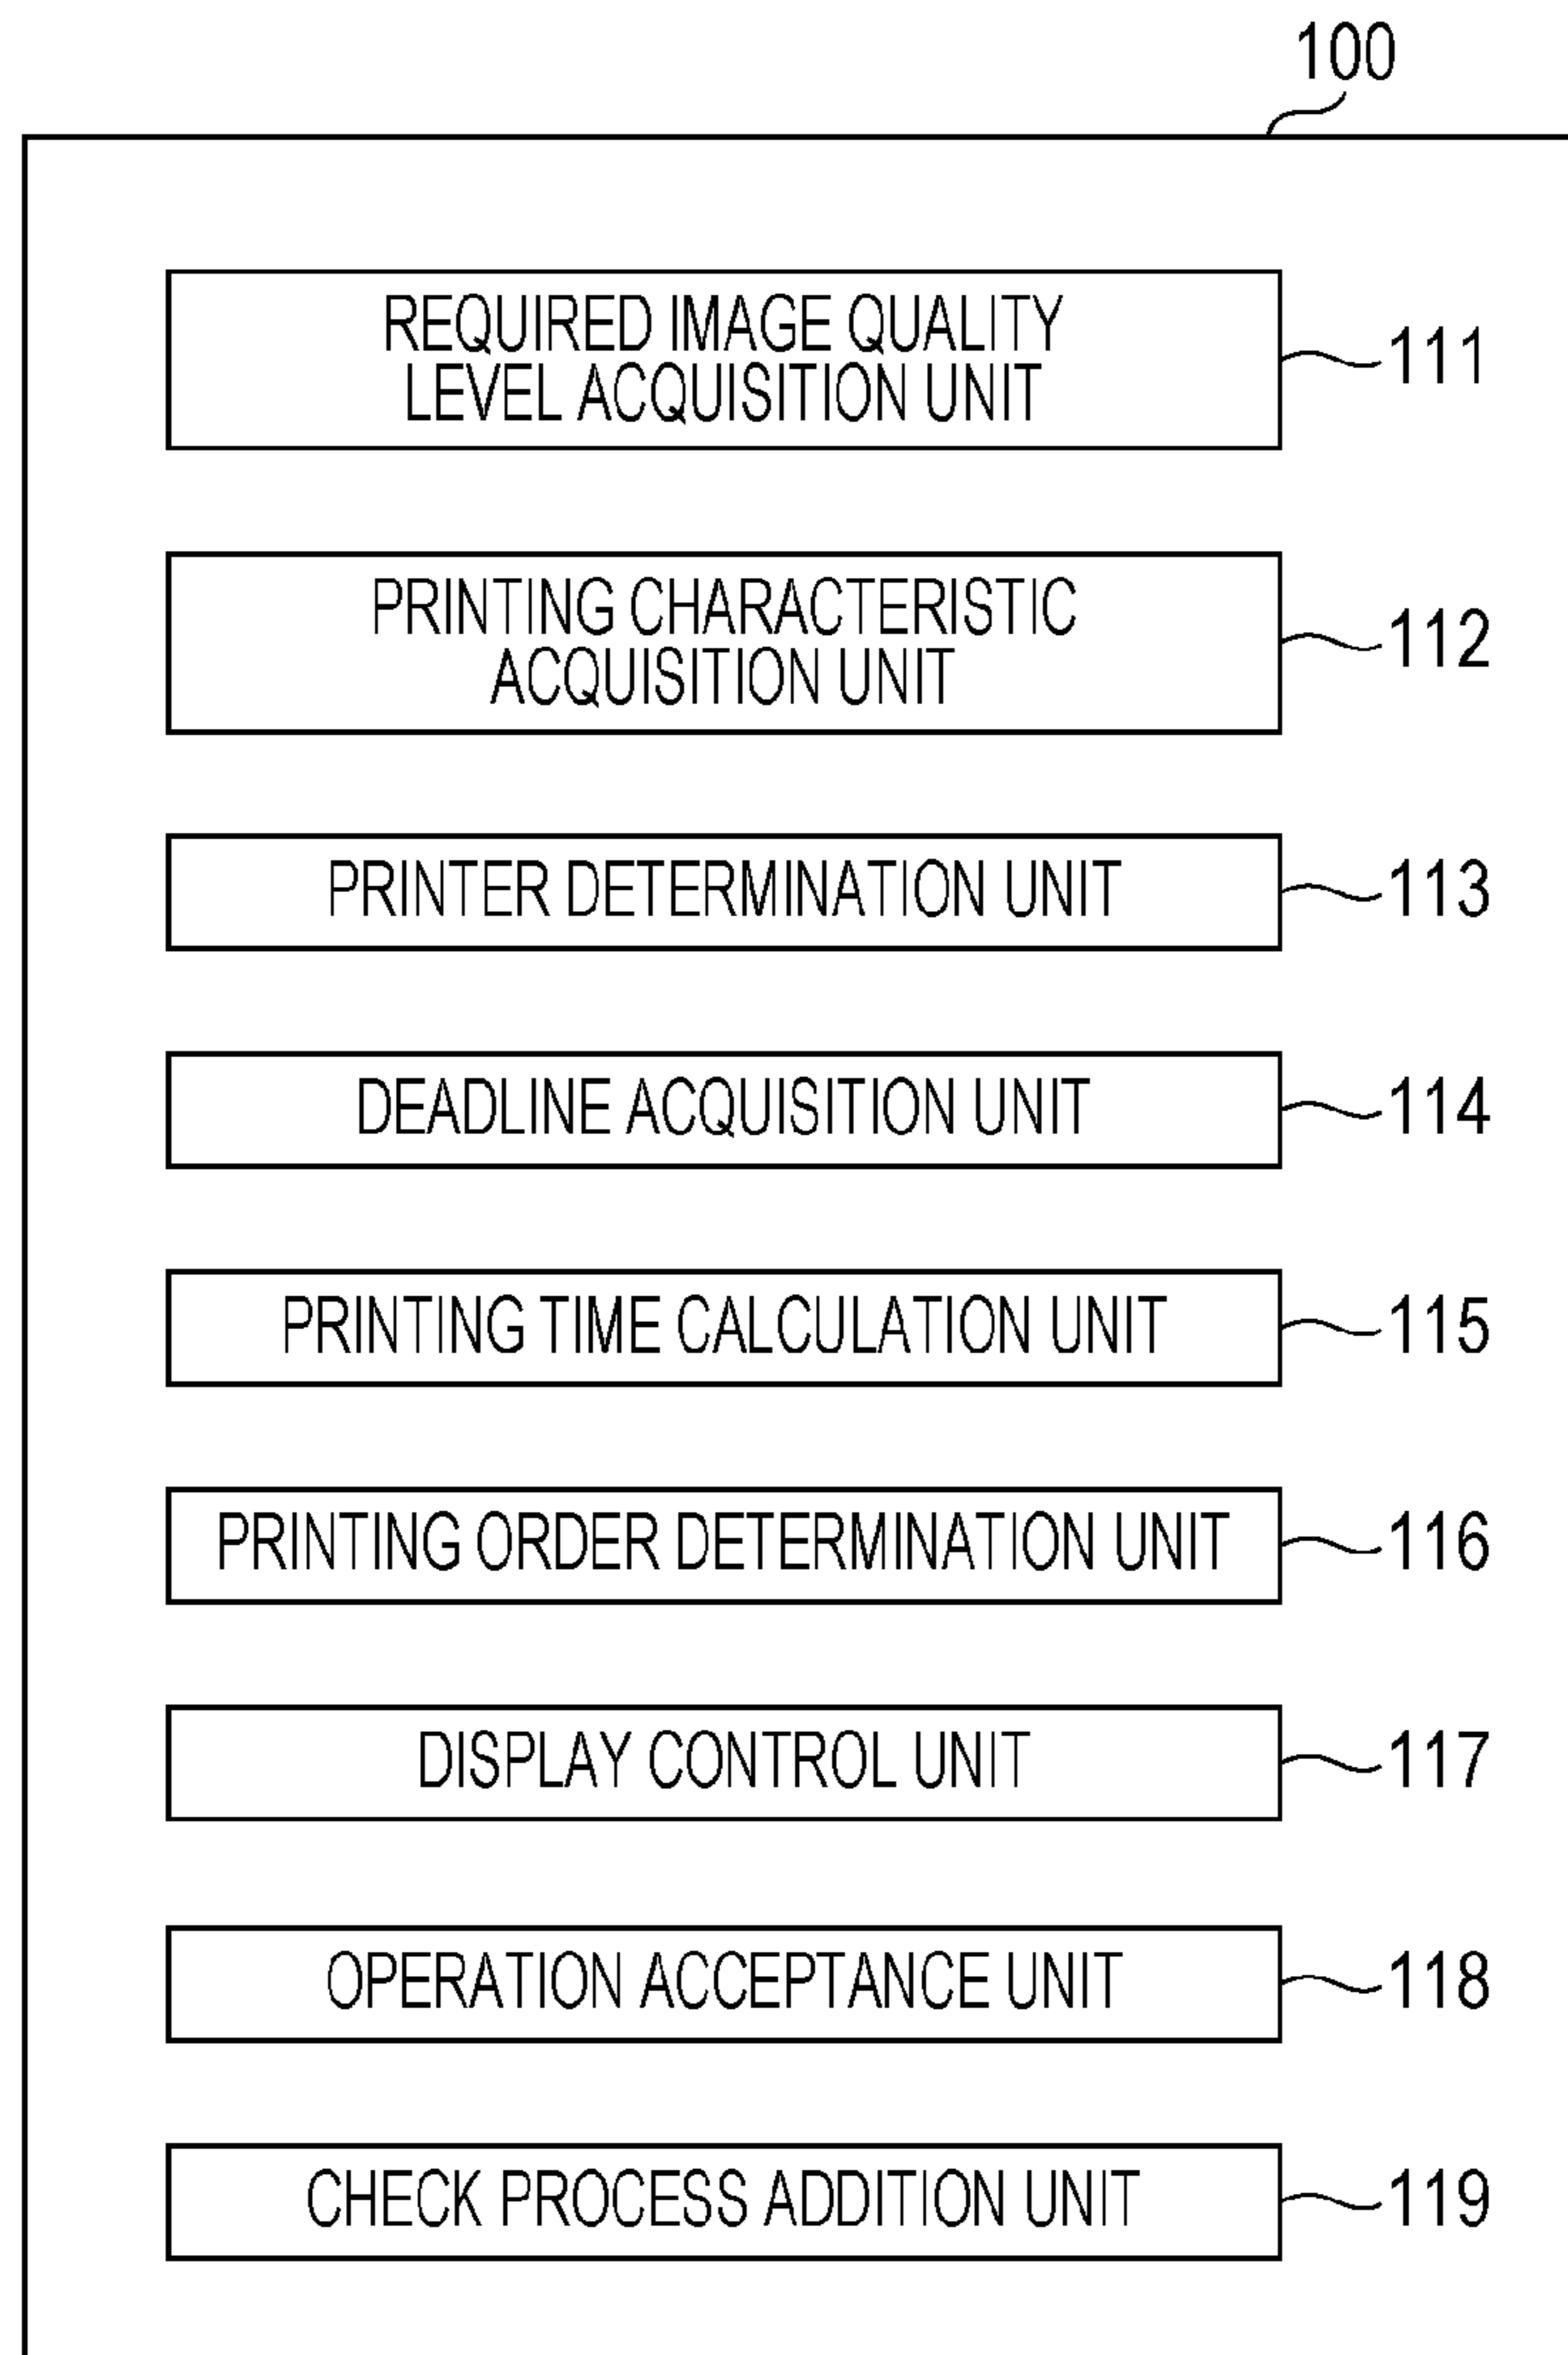 100
REQUIRED IMAGE QUALITY
LEVEL ACQUISITION UNIT
111
PRINTING CHARACTERISTIC
ACQUISITION UNIT
112
PRINTER DETERMINATION UNIT
113
DEADLINE ACQUISITION UNIT
114
PRINTING TIME CALCULATION UNIT
115
PRINTING ORDER DETERMINATION UNIT
116
DISPLAY CONTROL UNIT
117
OPERATION ACCEPTANCE UNIT
118
CHECK PROCESS ADDITION UNIT
119